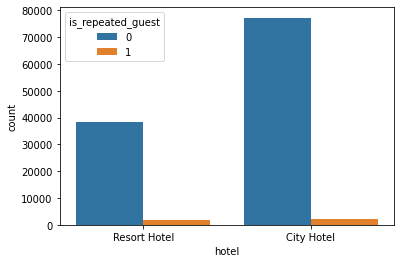 is_repeated_guest
0
1
80000
70000
60000
50000
40000
30000
20000
10000
0
count
Resort Hotel
City Hotel
hotel